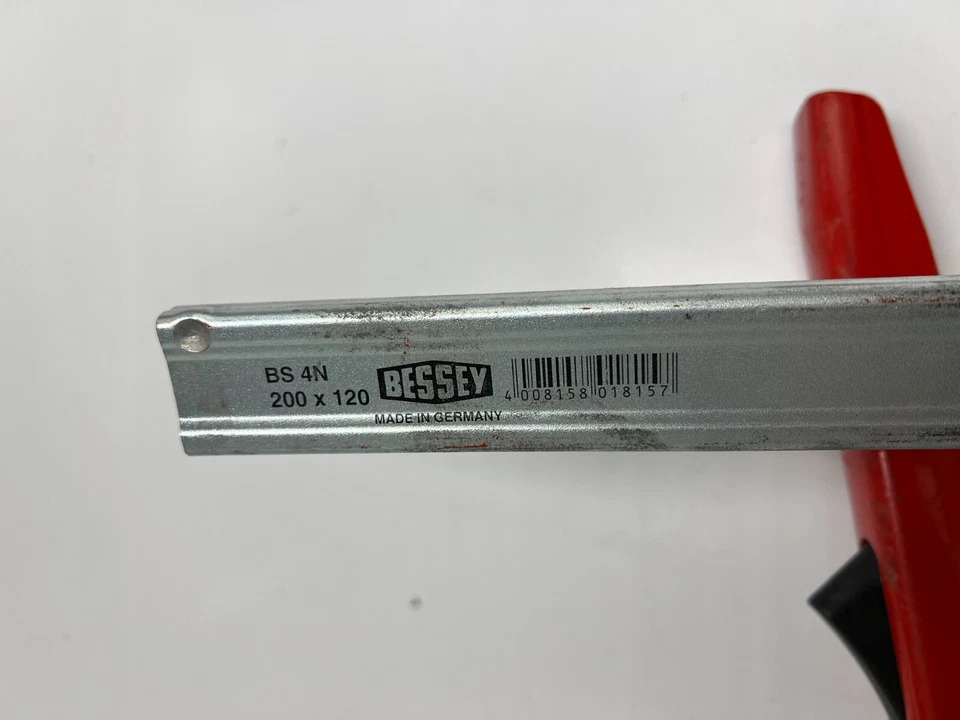 BS 4N
200 x 120
BESSEY
MADE IN GERMANY
4 008158 018157